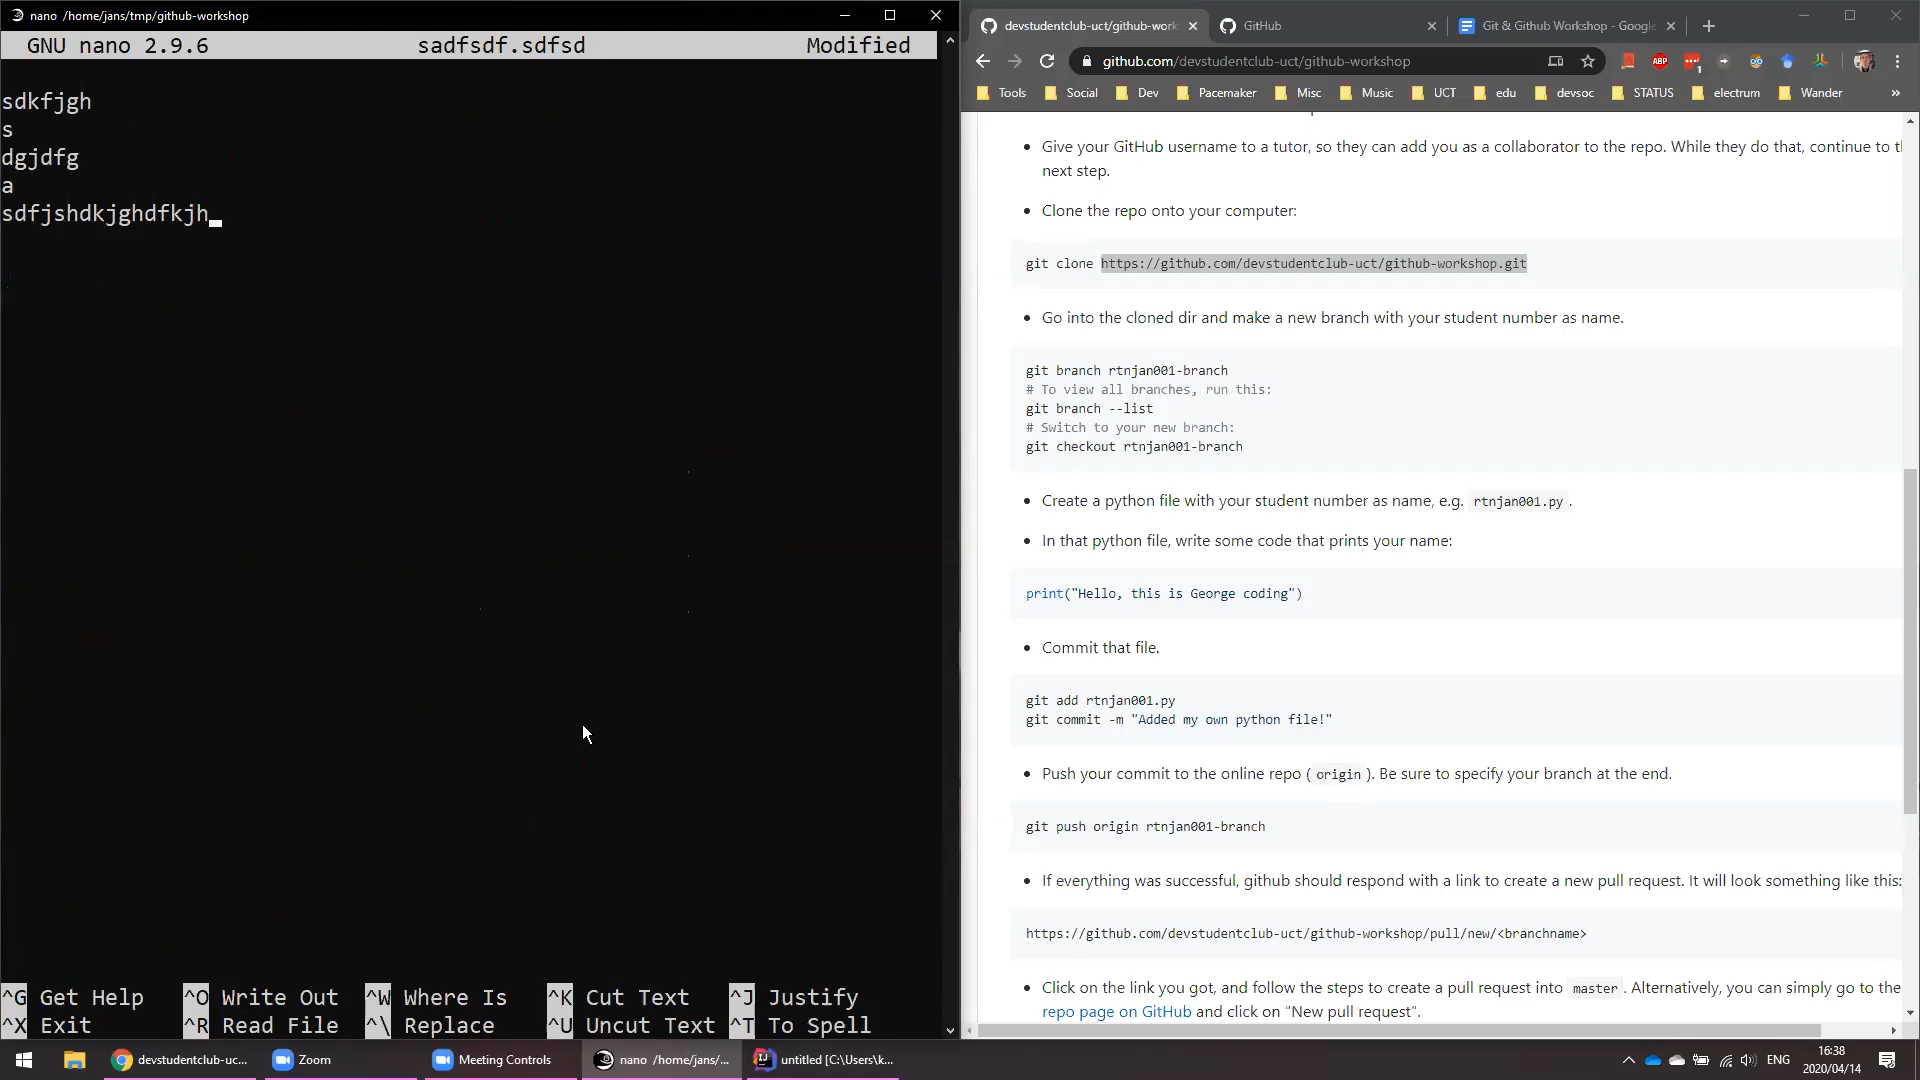 nano /home/jans/tmp/github-workshop
GNU nano 2.9.6 sadfsdf.sdfsd Modified
sdkfjgh
s
dgjdfg
a
sdfjshdkjghdfkjh
^G Get Help ^O Write Out ^W Where Is ^K Cut Text ^J Justify
^X Exit ^R Read File ^\ Replace ^U Uncut Text ^T To Spell
devstudentclub-uct/github-work
GitHub
Git & Github Workshop - Google
github.com/devstudentclub-uct/github-workshop
ABP
1
Tools Social Dev Pacemaker Misc Music UCT edu devsoc STATUS electrum Wander »
• Give your GitHub username to a tutor, so they can add you as a collaborator to the repo. While they do that, continue to
next step.
• Clone the repo onto your computer:
git clone https://github.com/devstudentclub-uct/github-workshop.git
• Go into the cloned dir and make a new branch with your student number as name.
git branch rtnjan001-branch
# To view all branches, run this:
git branch --list
# Switch to your new branch:
git checkout rtnjan001-branch
• Create a python file with your student number as name, e.g. rtnjan001.py .
• In that python file, write some code that prints your name:
print("Hello, this is George coding")
• Commit that file.
git add rtnjan001.py
git commit -m "Added my own python file!"
• Push your commit to the online repo ( origin ). Be sure to specify your branch at the end.
git push origin rtnjan001-branch
• If everything was successful, github should respond with a link to create a new pull request. It will look something like this:
https://github.com/devstudentclub-uct/github-workshop/pull/new/<branchname>
• Click on the link you got, and follow the steps to create a pull request into master . Alternatively, you can simply go to the
repo page on GitHub and click on "New pull request".
devstudentclub-uc...
Zoom
Meeting Controls
nano /home/jans/...
untitled [C:\Users\k...
ENG
16:38
2020/04/14